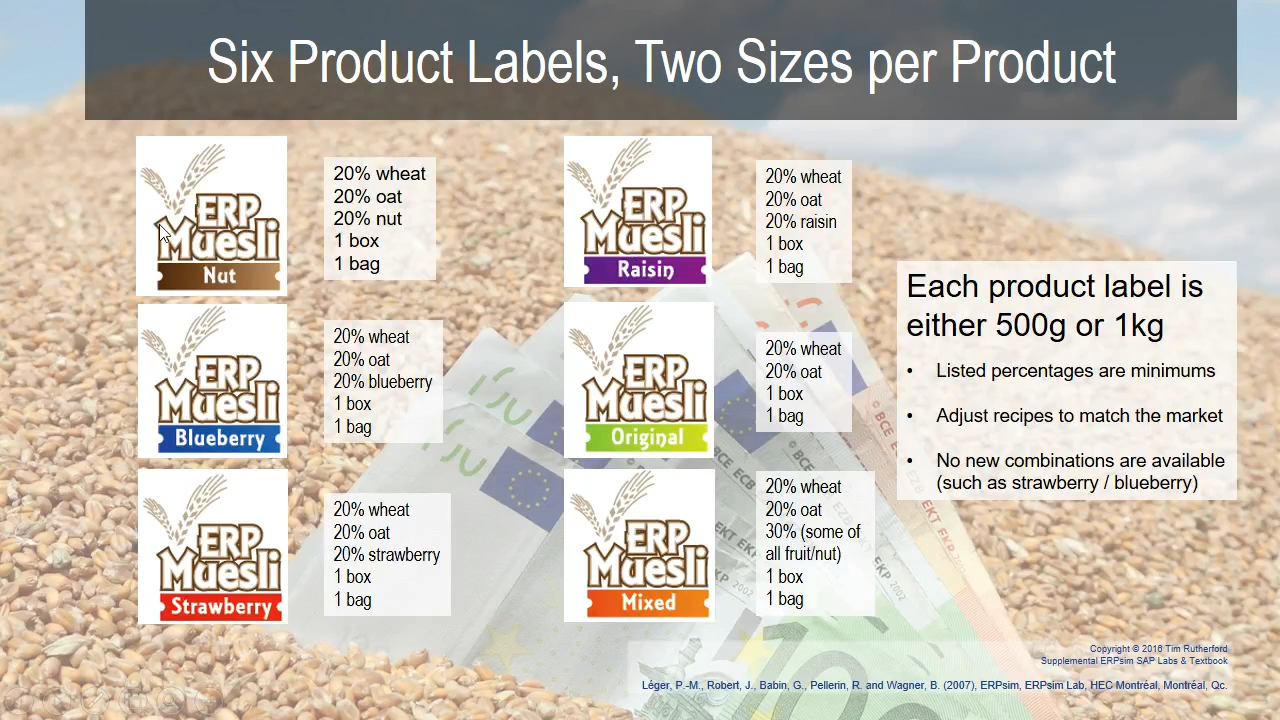 Six Product Labels, Two Sizes per Product
ERP
Muesli
Nut
20% wheat
20% oat
20% nut
1 box
1 bag
ERP
Muesli
Raisin
20% wheat
20% oat
20% raisin
1 box
1 bag
ERP
Muesli
Blueberry
20% wheat
20% oat
20% blueberry
1 box
1 bag
ERP
Muesli
Original
20% wheat
20% oat
1 box
1 bag
ERP
Muesli
Strawberry
20% wheat
20% oat
20% strawberry
1 box
1 bag
ERP
Muesli
Mixed
20% wheat
20% oat
30% (some of
all fruit/nut)
1 box
1 bag
Each product label is
either 500g or 1kg
• Listed percentages are minimums
• Adjust recipes to match the market
• No new combinations are available
(such as strawberry / blueberry)
Copyright © 2016 Tim Rutherford
Supplemental ERPsim SAP Labs & Textbook
Léger, P.-M., Robert, J., Babin, G., Pellerin, R. and Wagner, B. (2007), ERPsim, ERPsim Lab, HEC Montréal, Montréal, Qc.